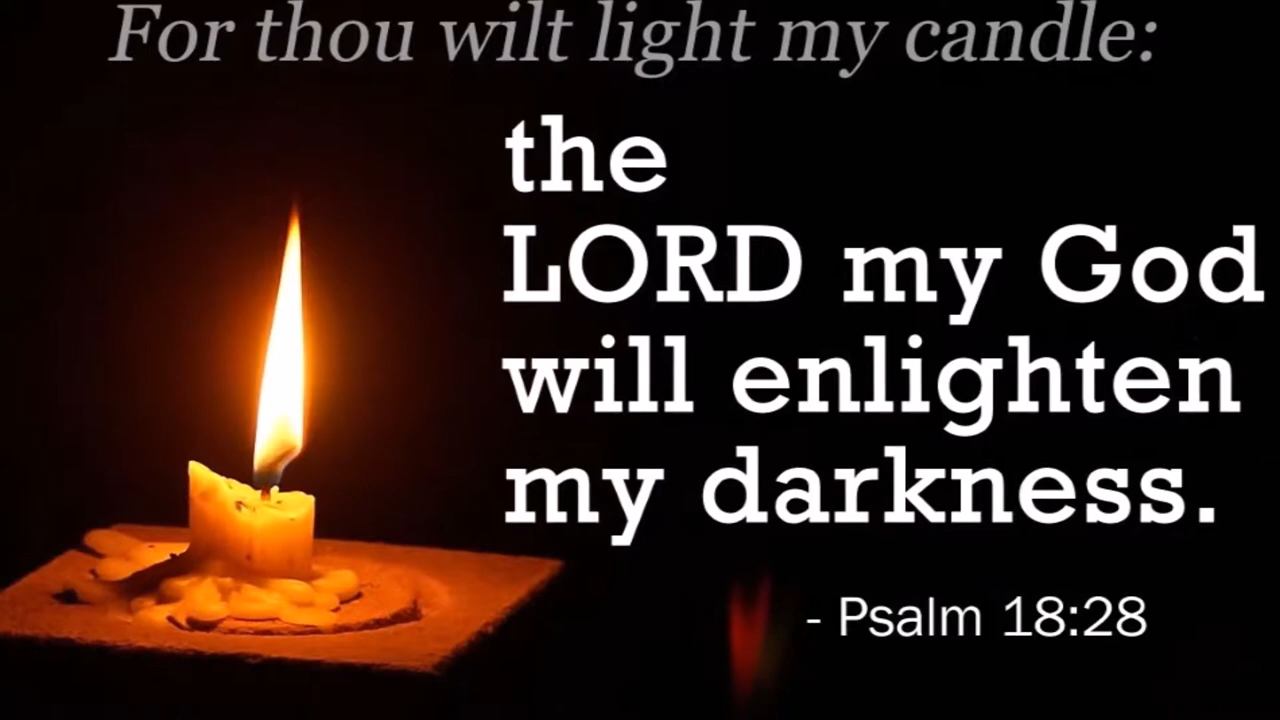 For thou wilt light my candle:
the
LORD my God
will enlighten
my darkness.
- Psalm 18:28